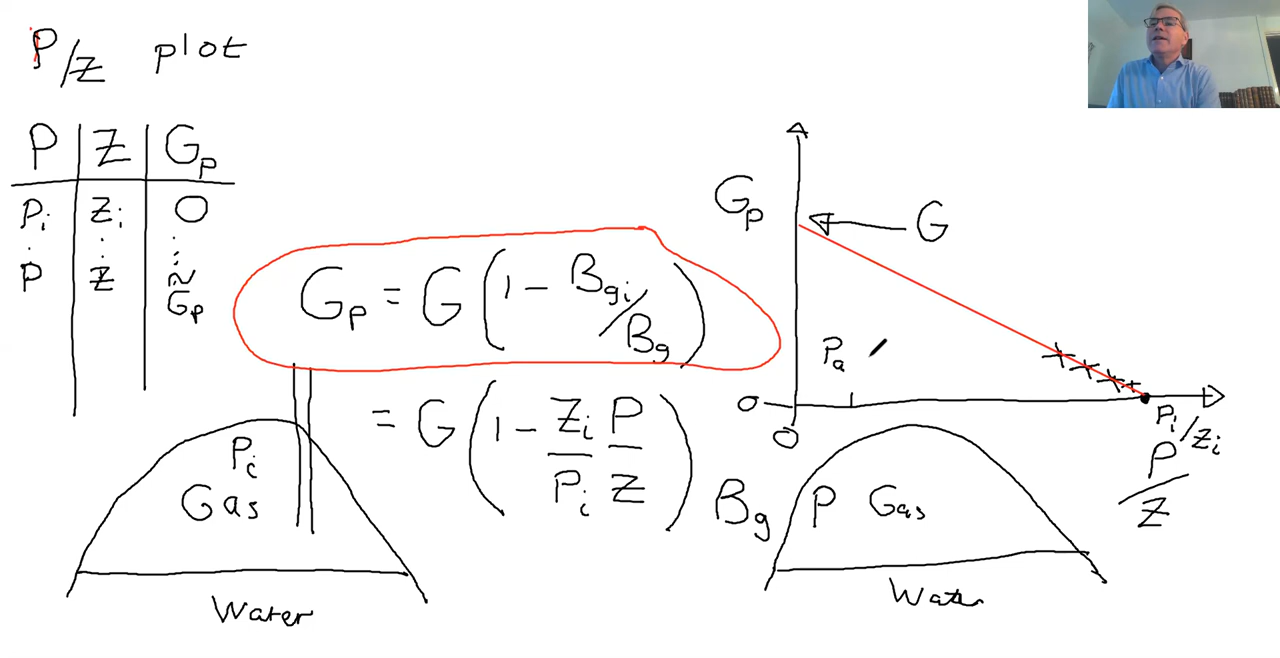 P/Z plot
P Z Gp
Pi Zi 0
: : :
P Z ≈ Gp
Gp = G (1 - Bgi/Bg)
= G (1 - Zi/Pi P/Z)
Pi
Gas
Water
Gp
G
Pa
0
0
Pi/Zi
P/Z
Bg
P Gas
Water